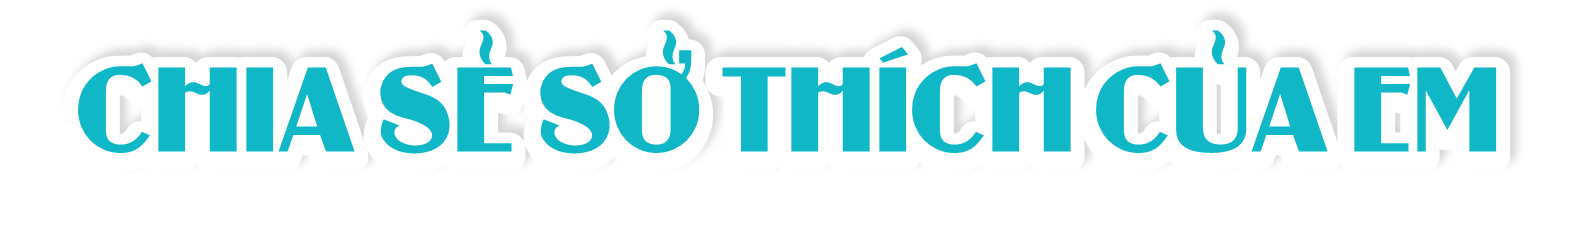 CHIA SẺ SỞ THÍCH CỦA EM